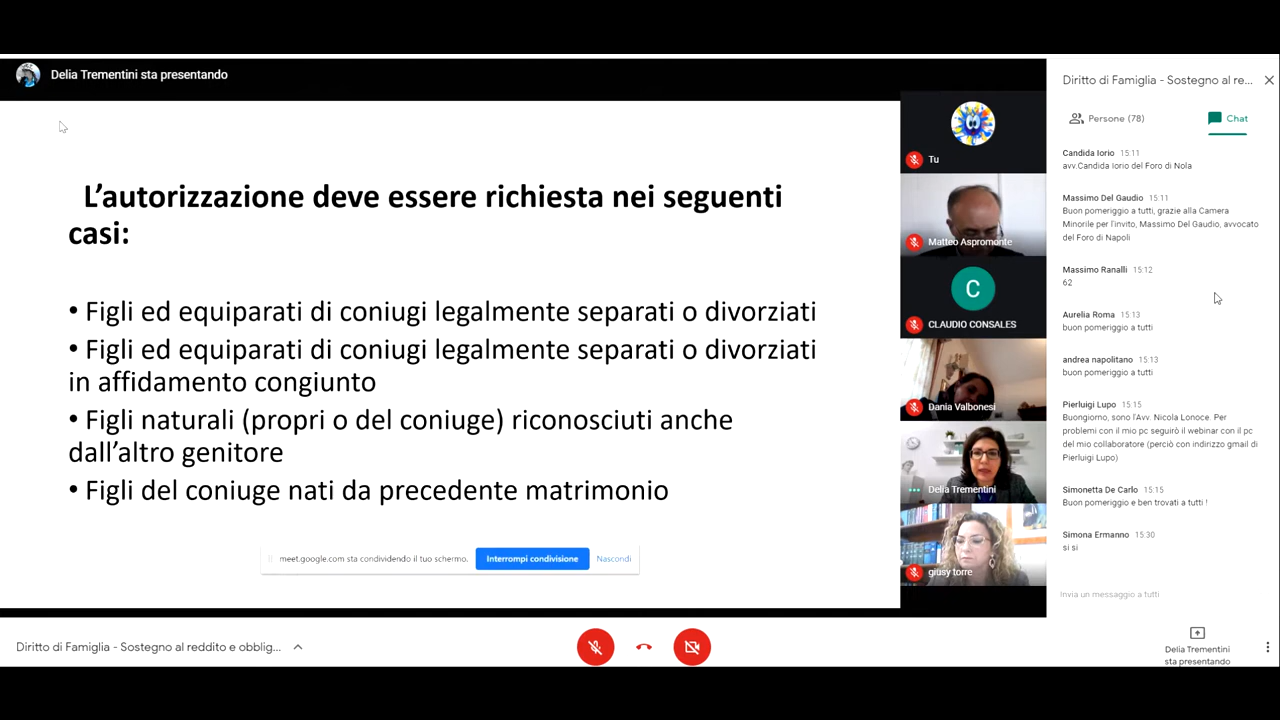 Delia Trementini sta presentando
L’autorizzazione deve essere richiesta nei seguenti
casi:
• Figli ed equiparati di coniugi legalmente separati o divorziati
• Figli ed equiparati di coniugi legalmente separati o divorziati
in affidamento congiunto
• Figli naturali (propri o del coniuge) riconosciuti anche
dall’altro genitore
• Figli del coniuge nati da precedente matrimonio
meet.google.com sta condividendo il tuo schermo.
Interrompi condivisione
Nascondi
Tu
Matteo Aspromonte
C
CLAUDIO CONSALES
Dania Valbonesi
Delia Trementini
giusy torre
Diritto di Famiglia - Sostegno al re...
Persone (78)
Chat
Candida Iorio 15:11
avv.Candida Iorio del Foro di Nola
Massimo Del Gaudio 15:11
Buon pomeriggio a tutti, grazie alla Camera
Minorile per l'invito, Massimo Del Gaudio, avvocato
del Foro di Napoli
Massimo Ranalli 15:12
62
Aurelia Roma 15:13
buon pomeriggio a tutti
andrea napolitano 15:13
buon pomeriggio a tutti
Pierluigi Lupo 15:15
Buongiorno, sono l'Avv. Nicola Lonoce. Per
problemi con il mio pc seguirò il webinar con il pc
del mio collaboratore (perciò con indirizzo gmail di
Pierluigi Lupo)
Simonetta De Carlo 15:15
Buon pomeriggio e ben trovati a tutti !
Simona Ermanno 15:30
si si
Invia un messaggio a tutti
Diritto di Famiglia - Sostegno al reddito e obblig...
Delia Trementini
sta presentando